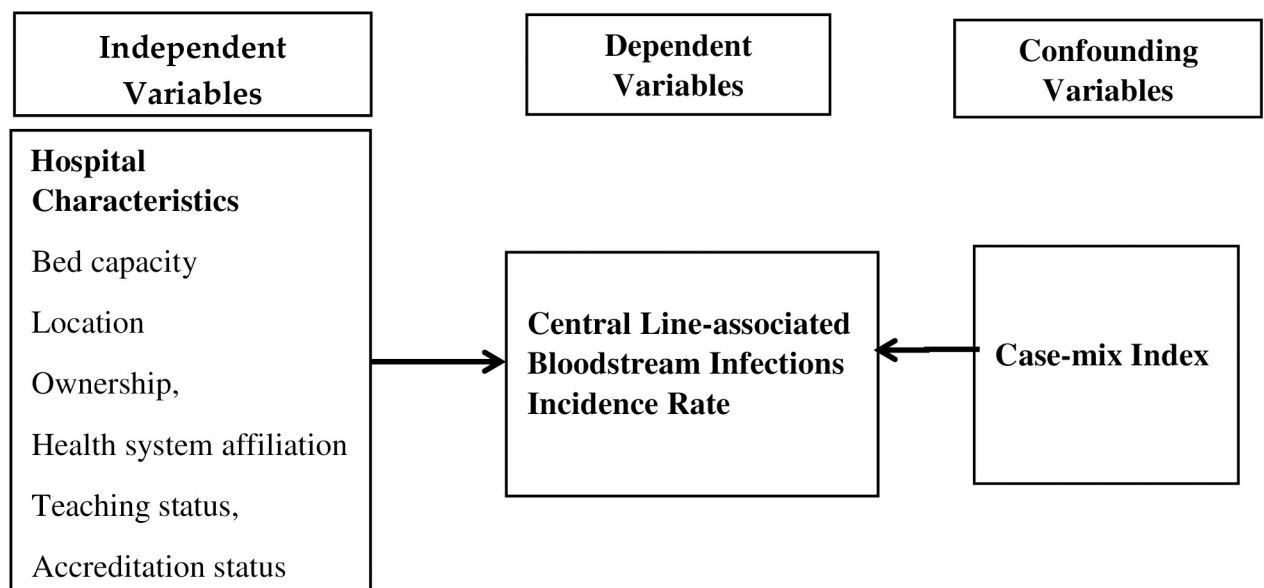 Independent
Variables
Dependent
Variables
Confounding
Variables
Hospital
Characteristics
Bed capacity
Location
Ownership,
Health system affiliation
Teaching status,
Accreditation status
Central Line-associated
Bloodstream Infections
Incidence Rate
Case-mix Index